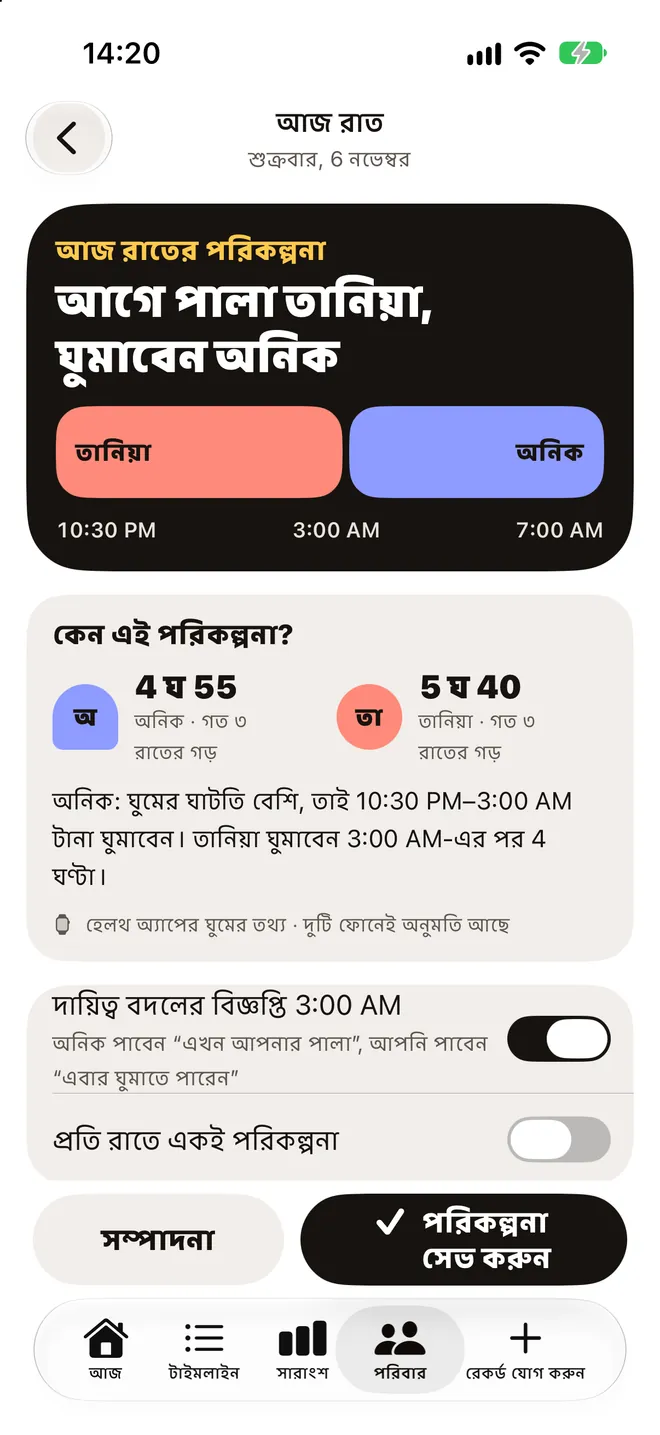 14:20
আজ রাত
শুক্রবার, 6 নভেম্বর
আজ রাতের পরিকল্পনা
আগে পালা তানিয়া,
ঘুমাবেন অনিক
তানিয়া
অনিক
10:30 PM
3:00 AM
7:00 AM
কেন এই পরিকল্পনা?
অ
4 ঘ 55
অনিক · গত ৩
রাতের গড়
তা
5 ঘ 40
তানিয়া · গত ৩
রাতের গড়
অনিক: ঘুমের ঘাটতি বেশি, তাই 10:30 PM–3:00 AM
টানা ঘুমাবেন। তানিয়া ঘুমাবেন 3:00 AM-এর পর 4
ঘণ্টা।
হেলথ অ্যাপের ঘুমের তথ্য · দুটি ফোনেই অনুমতি আছে
দায়িত্ব বদলের বিজ্ঞপ্তি 3:00 AM
অনিক পাবেন “এখন আপনার পালা”, আপনি পাবেন
“এবার ঘুমাতে পারেন”
প্রতি রাতে একই পরিকল্পনা
সম্পাদনা
পরিকল্পনা
সেভ করুন
আজ
টাইমলাইন
সারাংশ
পরিবার
রেকর্ড যোগ করুন